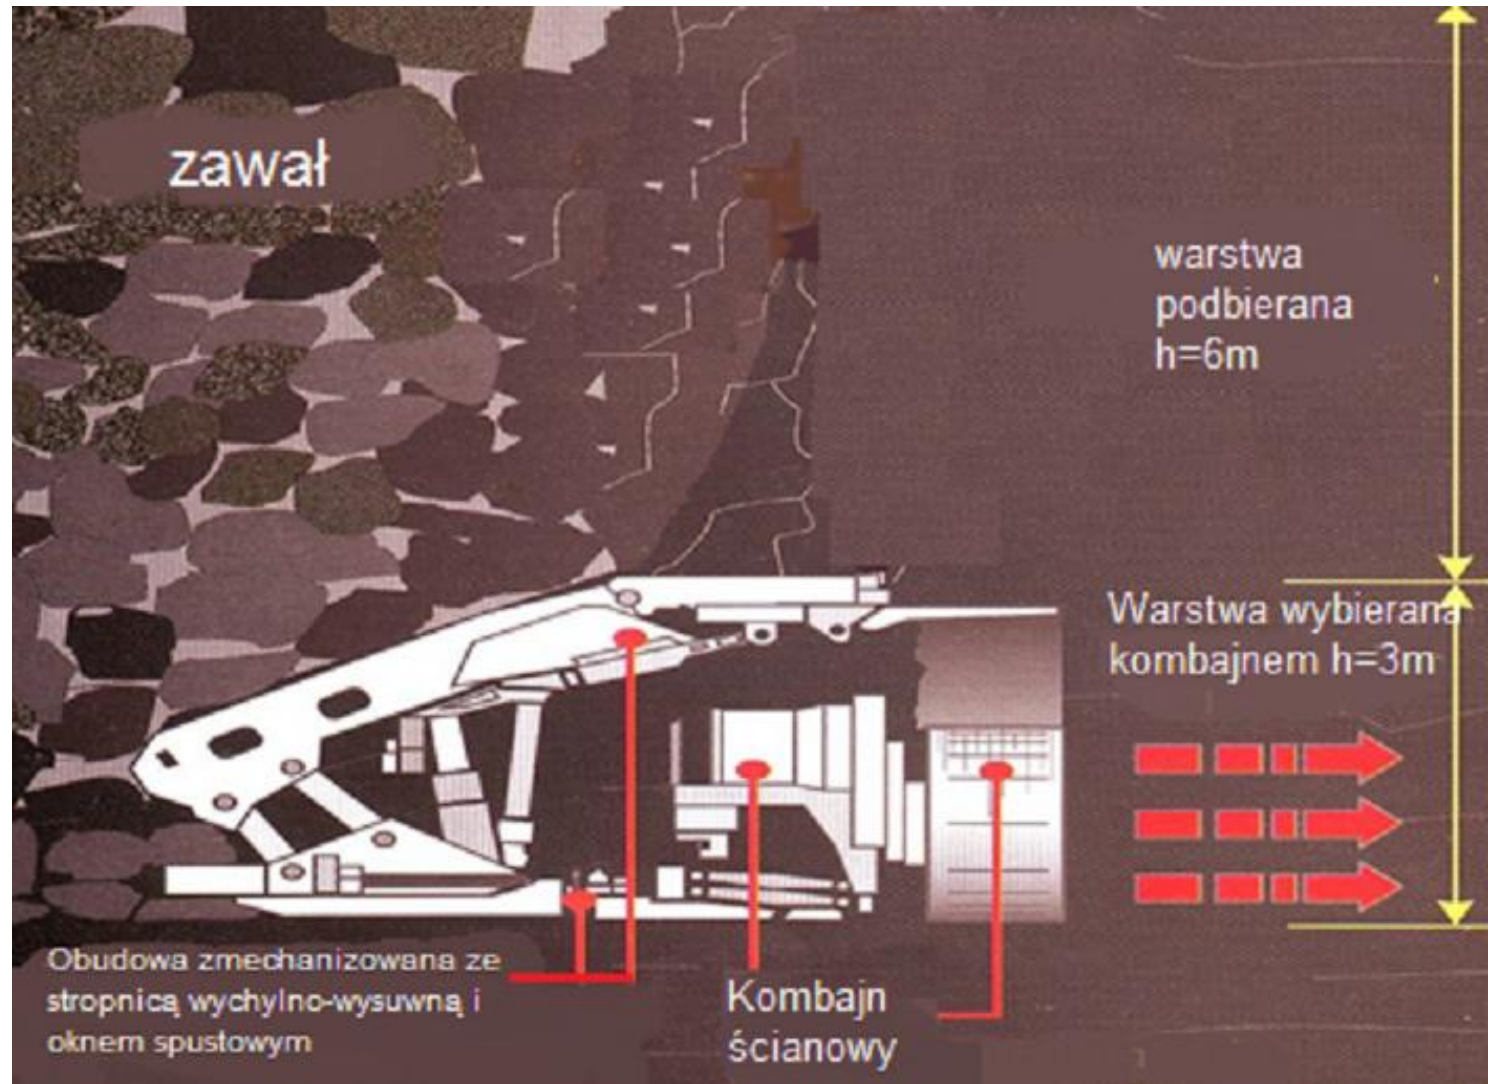 zawał
warstwa
podbierana
h=6m
Warstwa wybierana
kombajnem h=3m
Obudowa zmechanizowana ze
stropnicą wychylno-wysuwną i
oknem spustowym
Kombajn
ścianowy